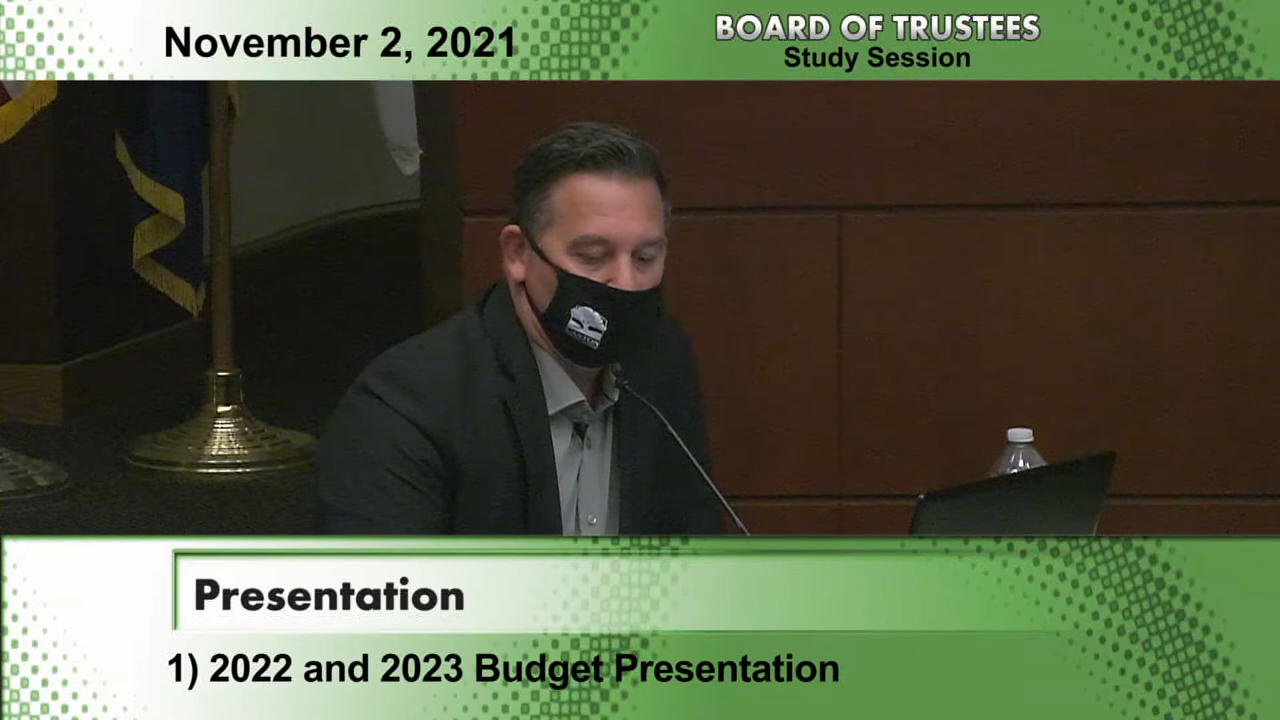 November 2, 2021
BOARD OF TRUSTEES
Study Session
Presentation
1) 2022 and 2023 Budget Presentation